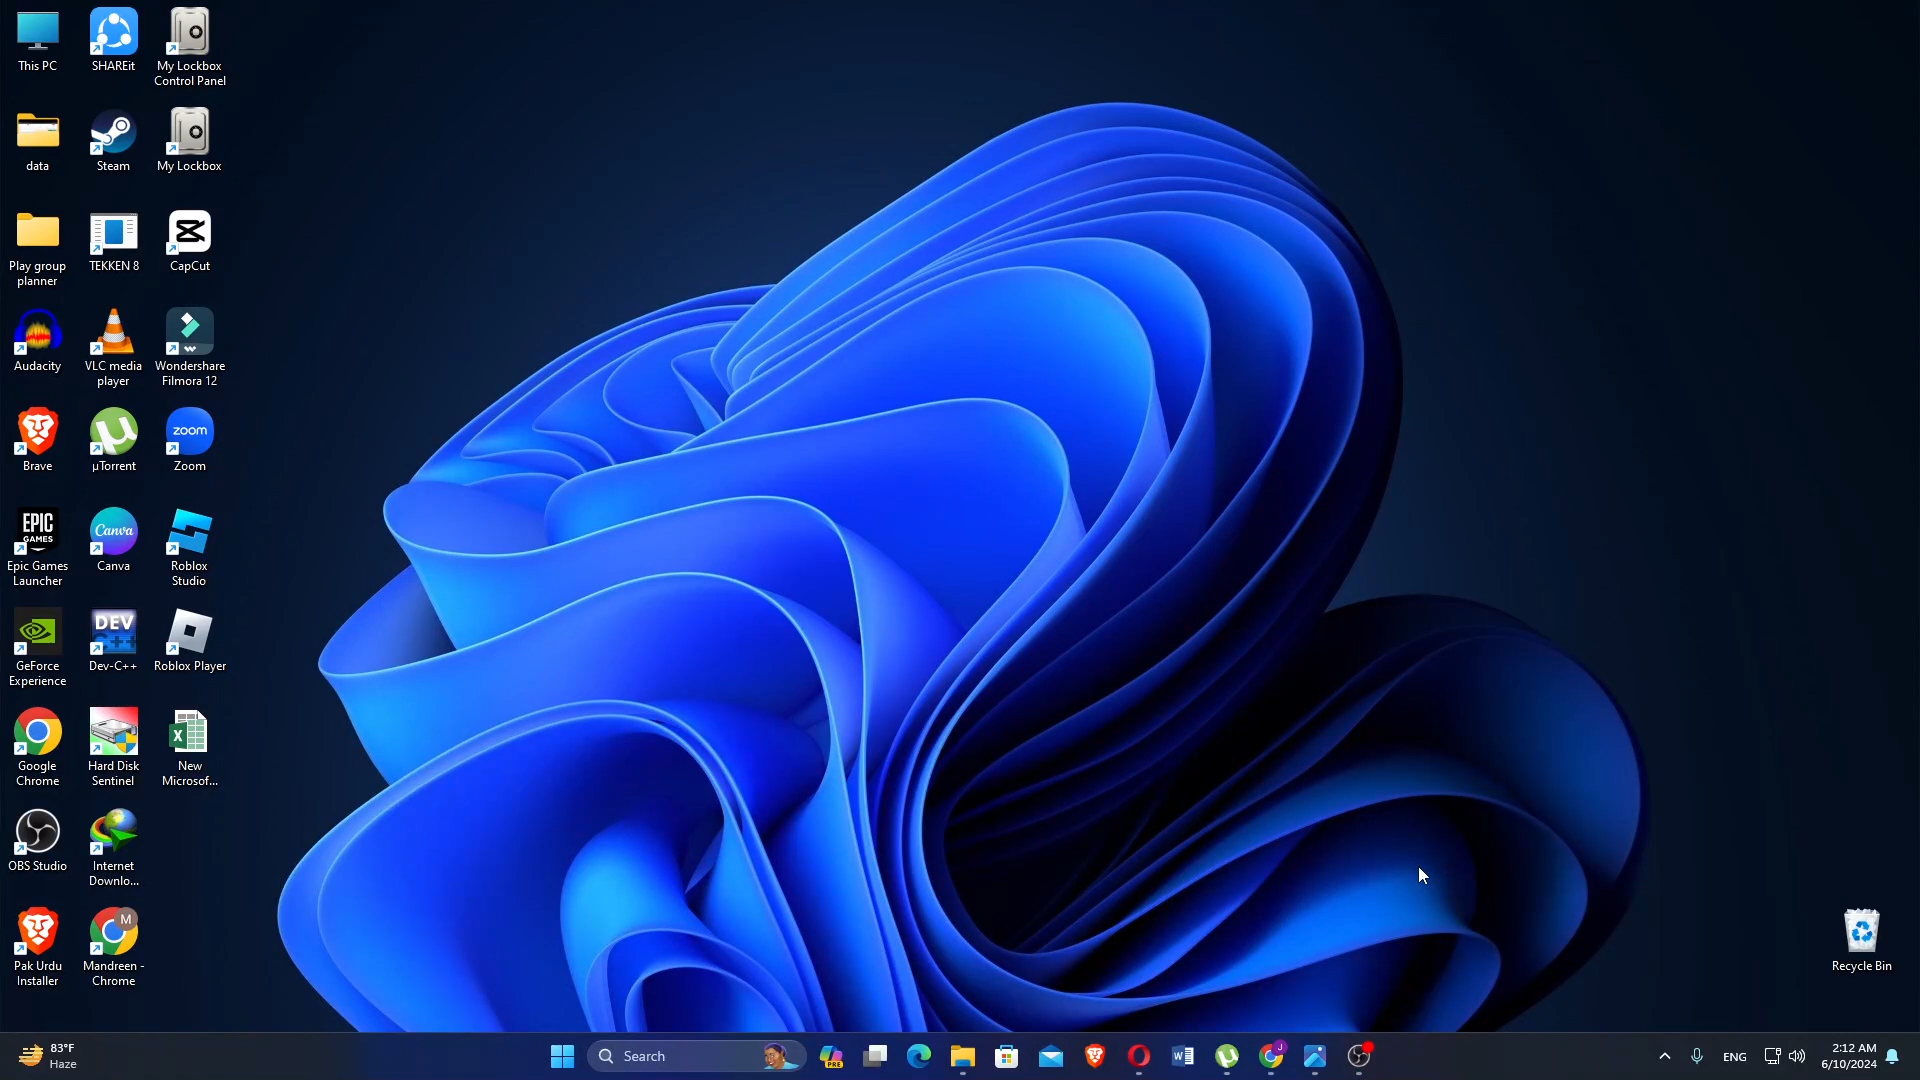 This PC
SHAREit
My Lockbox
Control Panel
data
Steam
My Lockbox
Play group
planner
TEKKEN 8
CapCut
Audacity
VLC media
player
Wondershare
Filmora 12
Brave
µTorrent
zoom
Zoom
EPIC
GAMES
Epic Games
Launcher
Canva
Canva
Roblox
Studio
GeForce
Experience
DEV
C++
Dev-C++
Roblox Player
Google
Chrome
Hard Disk
Sentinel
X
New
Microsof...
OBS Studio
Internet
Downlo...
Pak Urdu
Installer
M
Mandreen -
Chrome
Recycle Bin
83°F
Haze
Search
PRE
W
J
ENG
2:12 AM
6/10/2024